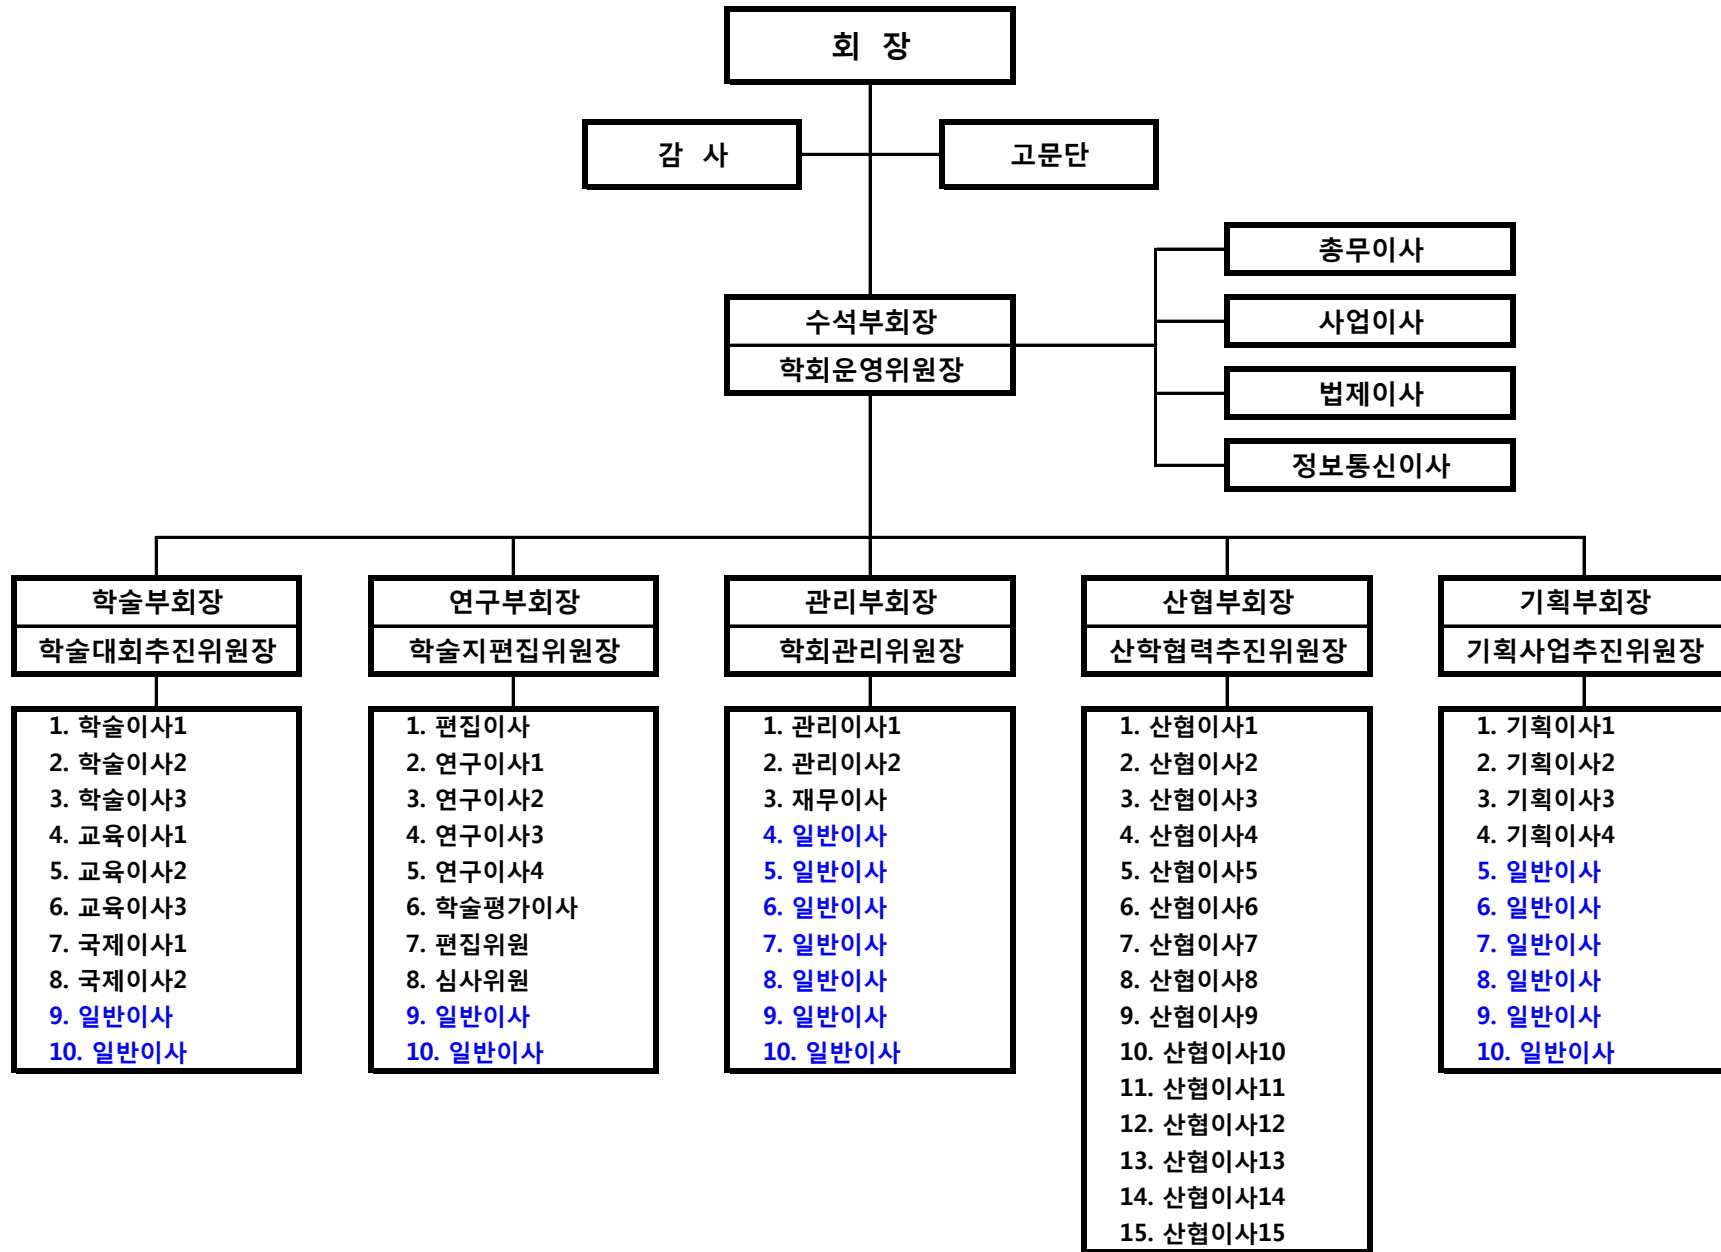 회 장
감 사
고문단
총무이사
사업이사
법제이사
정보통신이사
수석부회장
학회운영위원장
학술부회장
학술대회추진위원장
1. 학술이사1
2. 학술이사2
3. 학술이사3
4. 교육이사1
5. 교육이사2
6. 교육이사3
7. 국제이사1
8. 국제이사2
9. 일반이사
10. 일반이사
연구부회장
학술지편집위원장
1. 편집이사
2. 연구이사1
3. 연구이사2
4. 연구이사3
5. 연구이사4
6. 학술평가이사
7. 편집위원
8. 심사위원
9. 일반이사
10. 일반이사
관리부회장
학회관리위원장
1. 관리이사1
2. 관리이사2
3. 재무이사
4. 일반이사
5. 일반이사
6. 일반이사
7. 일반이사
8. 일반이사
9. 일반이사
10. 일반이사
산협부회장
산학협력추진위원장
1. 산협이사1
2. 산협이사2
3. 산협이사3
4. 산협이사4
5. 산협이사5
6. 산협이사6
7. 산협이사7
8. 산협이사8
9. 산협이사9
10. 산협이사10
11. 산협이사11
12. 산협이사12
13. 산협이사13
14. 산협이사14
15. 산협이사15
기획부회장
기획사업추진위원장
1. 기획이사1
2. 기획이사2
3. 기획이사3
4. 기획이사4
5. 일반이사
6. 일반이사
7. 일반이사
8. 일반이사
9. 일반이사
10. 일반이사